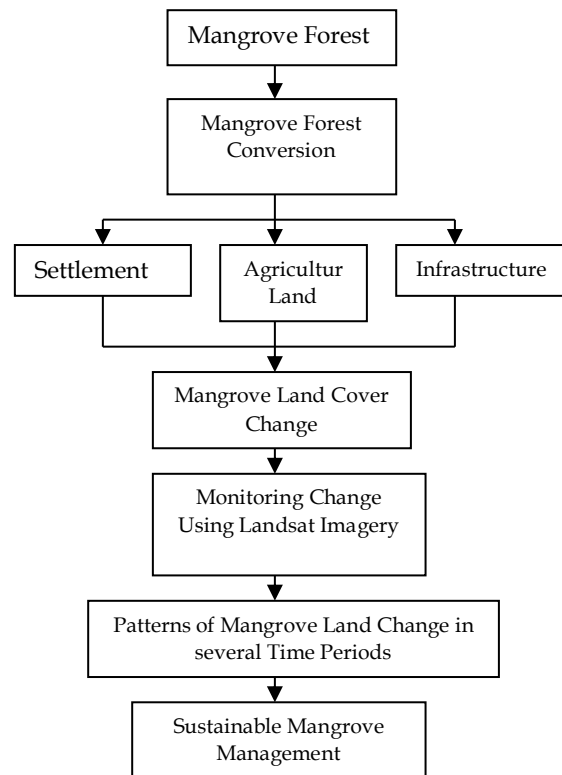 Mangrove Forest
Mangrove Forest
Conversion
Settlement
Agricultur
Land
Infrastructure
Mangrove Land Cover
Change
Monitoring Change
Using Landsat Imagery
Patterns of Mangrove Land Change in
several Time Periods
Sustainable Mangrove
Management